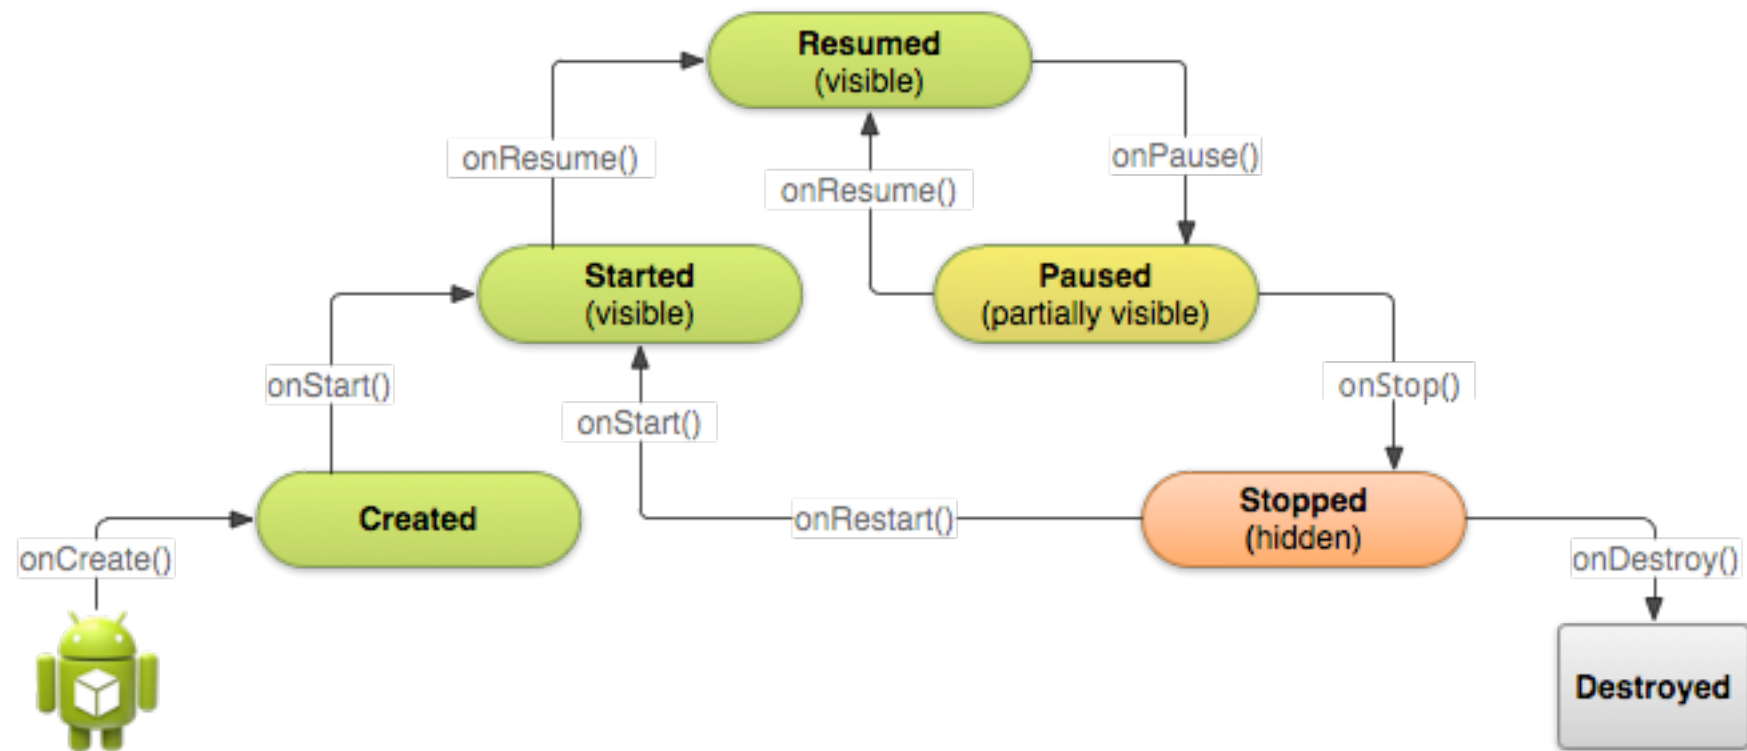 Resumed
(visible)
onResume()
onPause()
onResume()
Started
(visible)
Paused
(partially visible)
onStart()
onStop()
onStart()
Created
Stopped
(hidden)
onRestart()
onCreate()
onDestroy()
Destroyed